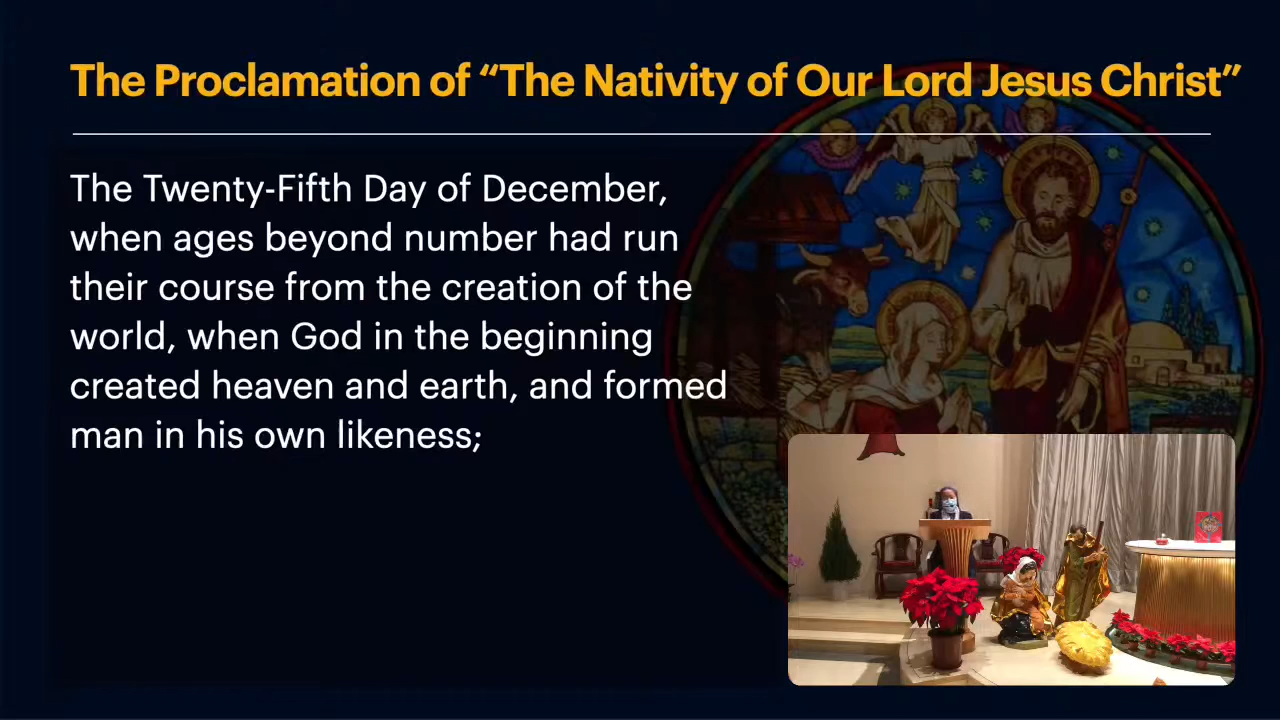 The Proclamation of “The Nativity of Our Lord Jesus Christ”
The Twenty-Fifth Day of December,
when ages beyond number had run
their course from the creation of the
world, when God in the beginning
created heaven and earth, and formed
man in his own likeness;